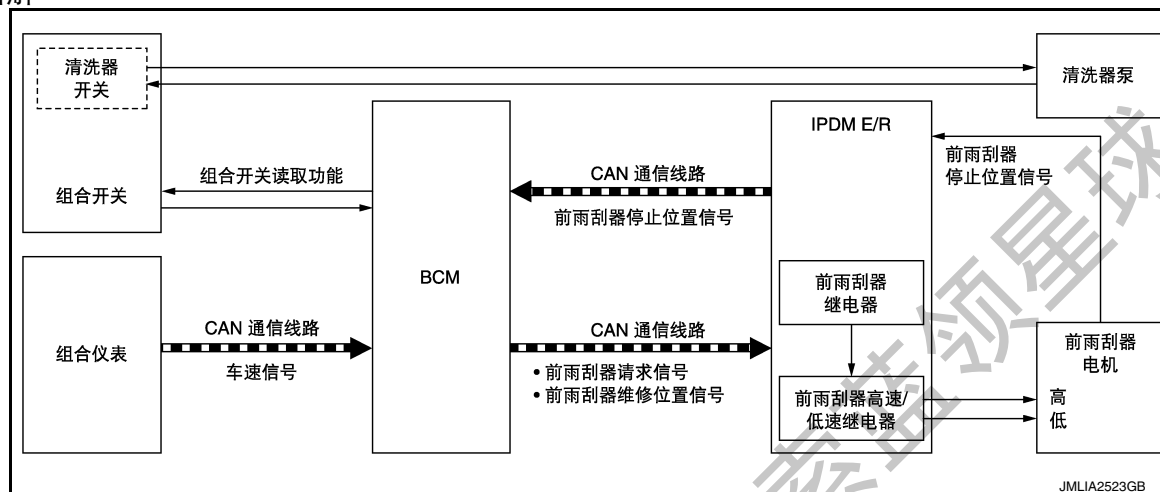 清洗器
开关
清洗器泵
IPDM E/R
前雨刮器
停止位置信号
组合开关读取功能
CAN 通信线路
组合开关
前雨刮器停止位置信号
BCM
前雨刮器
继电器
组合仪表
CAN 通信线路
车速信号
CAN 通信线路
• 前雨刮器请求信号
• 前雨刮器维修位置信号
前雨刮器高速/
低速继电器
前雨刮器
电机
高
低
索蓝领星球
JMLIA2523GB